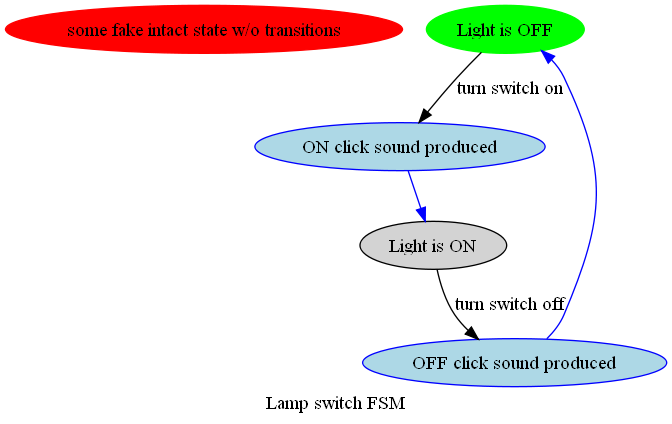 some fake intact state w/o transitions
Light is OFF
turn switch on
ON click sound produced
Light is ON
turn switch off
OFF click sound produced
Lamp switch FSM